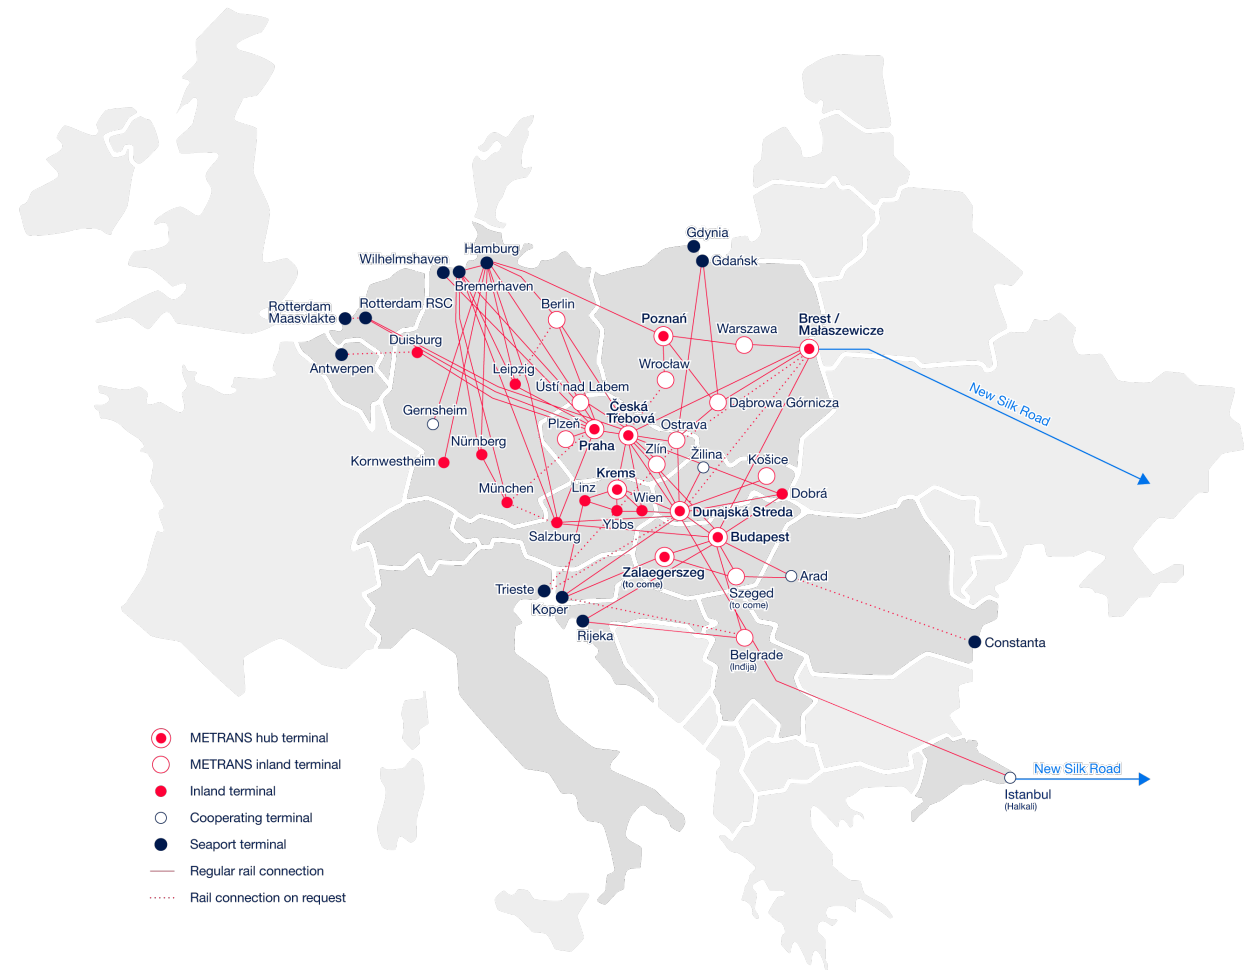 Gdynia
Gdańsk
Hamburg
Wilhelmshaven
Bremerhaven
Rotterdam
Maasvlakte
Rotterdam RSC
Berlin
Duisburg
Antwerpen
Poznań
Warszawa
Brest /
Małaszewicze
New Silk Road
Leipzig
Wrocław
Ústí nad Labem
Dąbrowa Górnicza
Gernsheim
Česká
Třebová
Plzeň
Praha
Ostrava
Nürnberg
Zlín
Žilina
Košice
Kornwestheim
Krems
München
Linz
Wien
Dobrá
Dunajská Streda
Ybbs
Salzburg
Budapest
Zalaegerszeg
(to come)
Arad
Trieste
Szeged
(to come)
Koper
Rijeka
Constanta
Belgrade
(Indija)
METRANS hub terminal
METRANS inland terminal
Inland terminal
Cooperating terminal
Seaport terminal
Regular rail connection
Rail connection on request
New Silk Road
Istanbul
(Halkali)